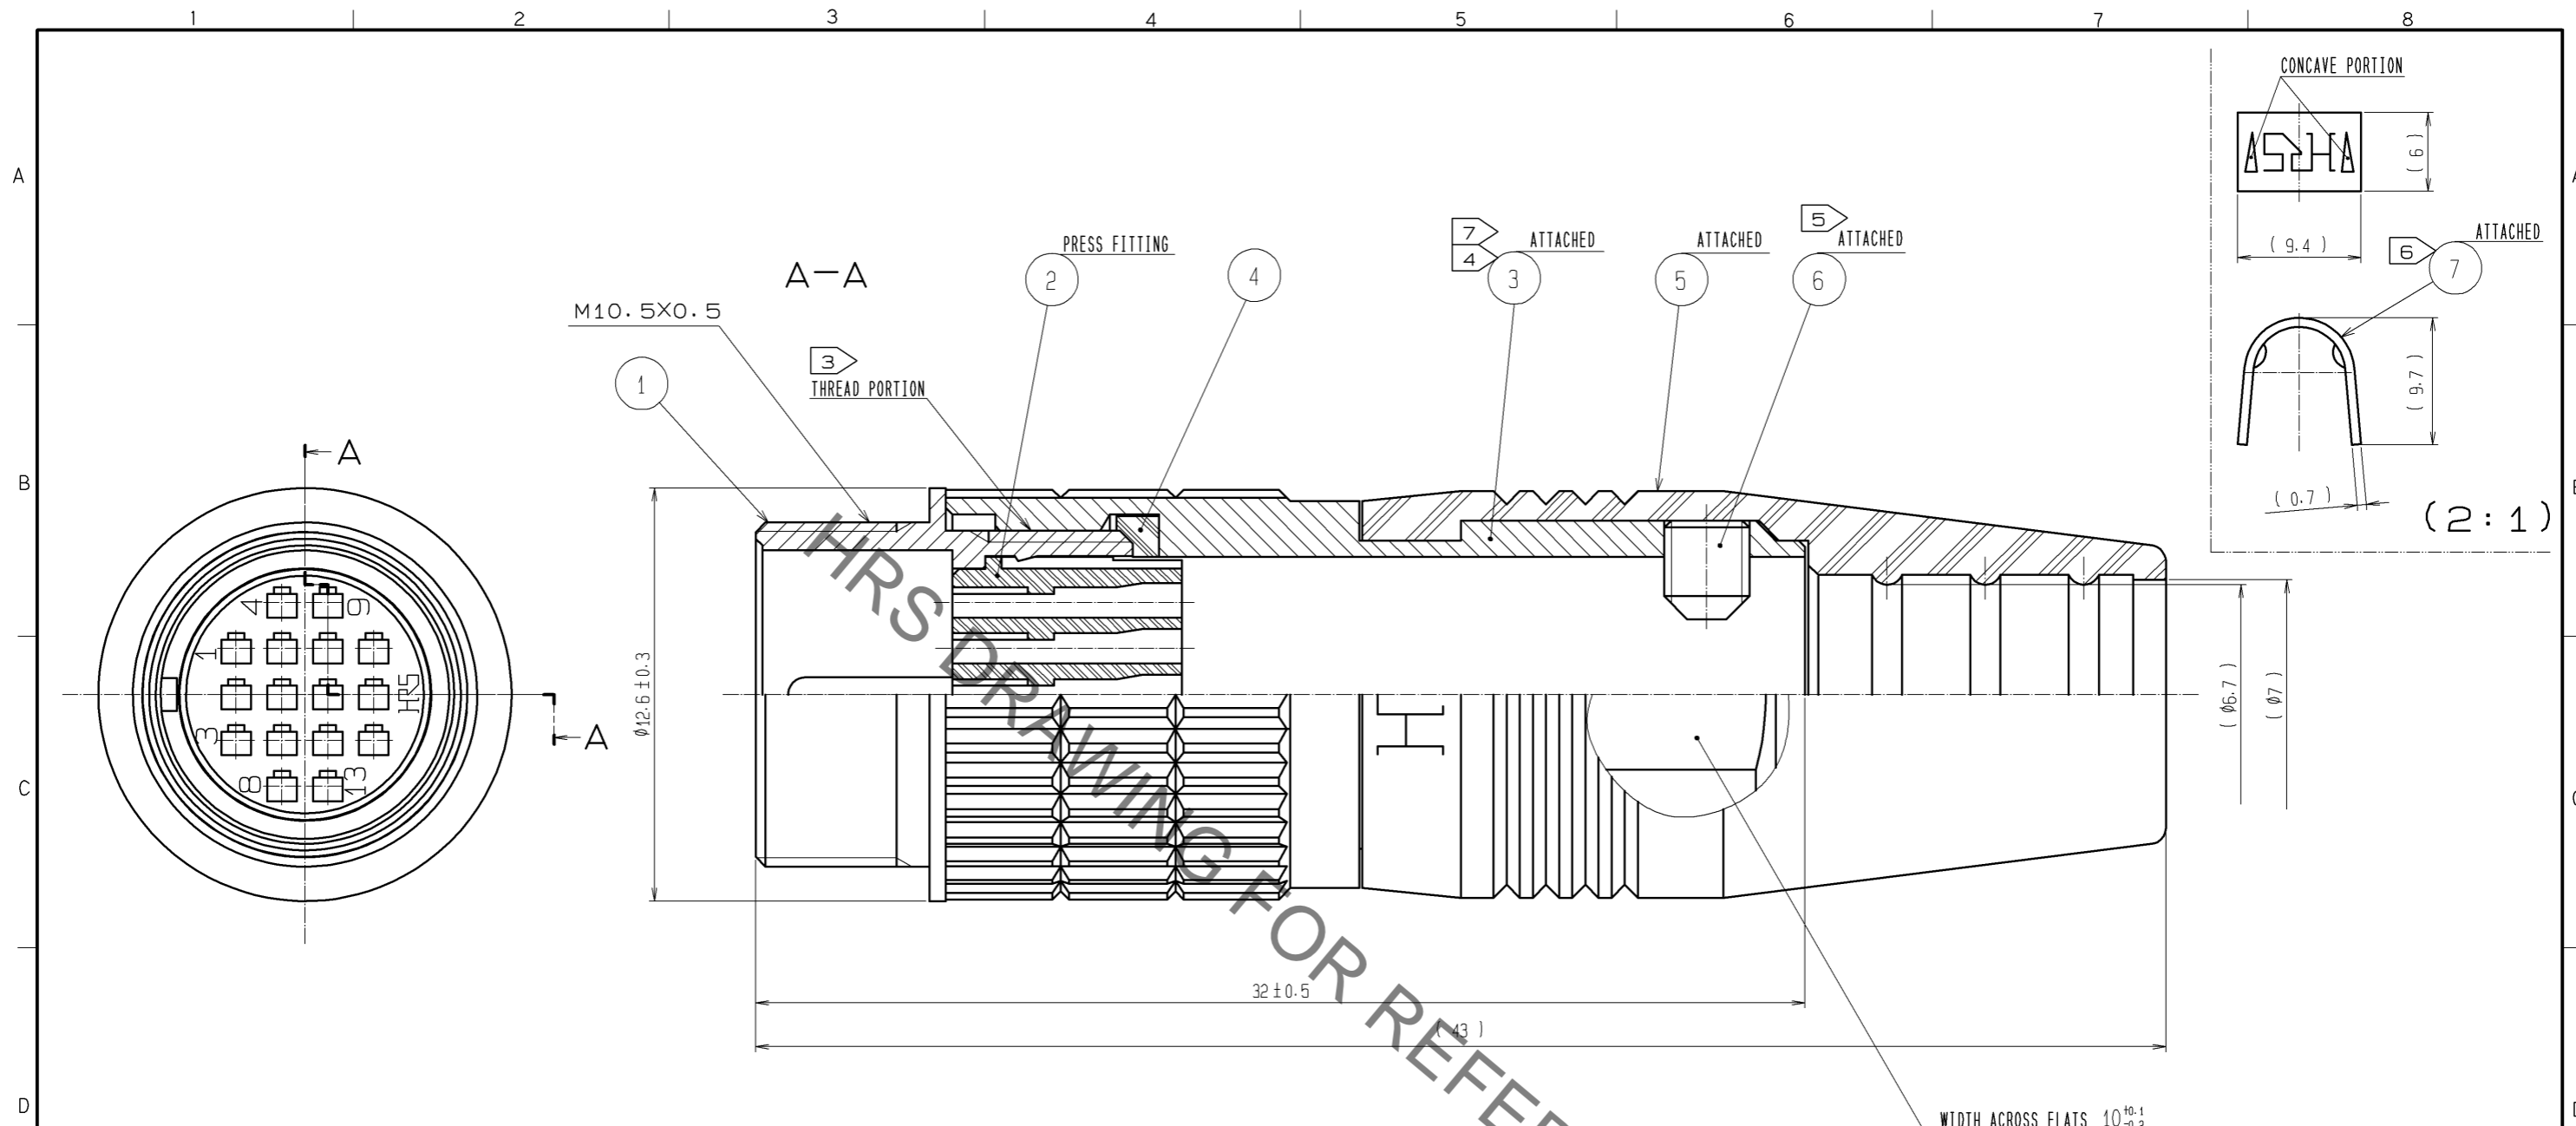 1 2 3 4 5 6 7 8
CONCAVE PORTION
A
HRS
( 6 )
( 9.4 )
5
7
4
PRESS FITTING
ATTACHED
ATTACHED
ATTACHED
ATTACHED
6
7
A—A
2
4
3
5
6
M10.5X0.5
3
THREAD PORTION
1
( 9.7 )
A
B
( 0.7 )
(2:1)
4 9
1
HRS
3
8 13
A
φ12.6±0.3
H
( φ6.7 )
( φ7 )
C
32±0.5
( 43 )
D
WIDTH ACROSS FLATS 10
HRS DRAWING FOR